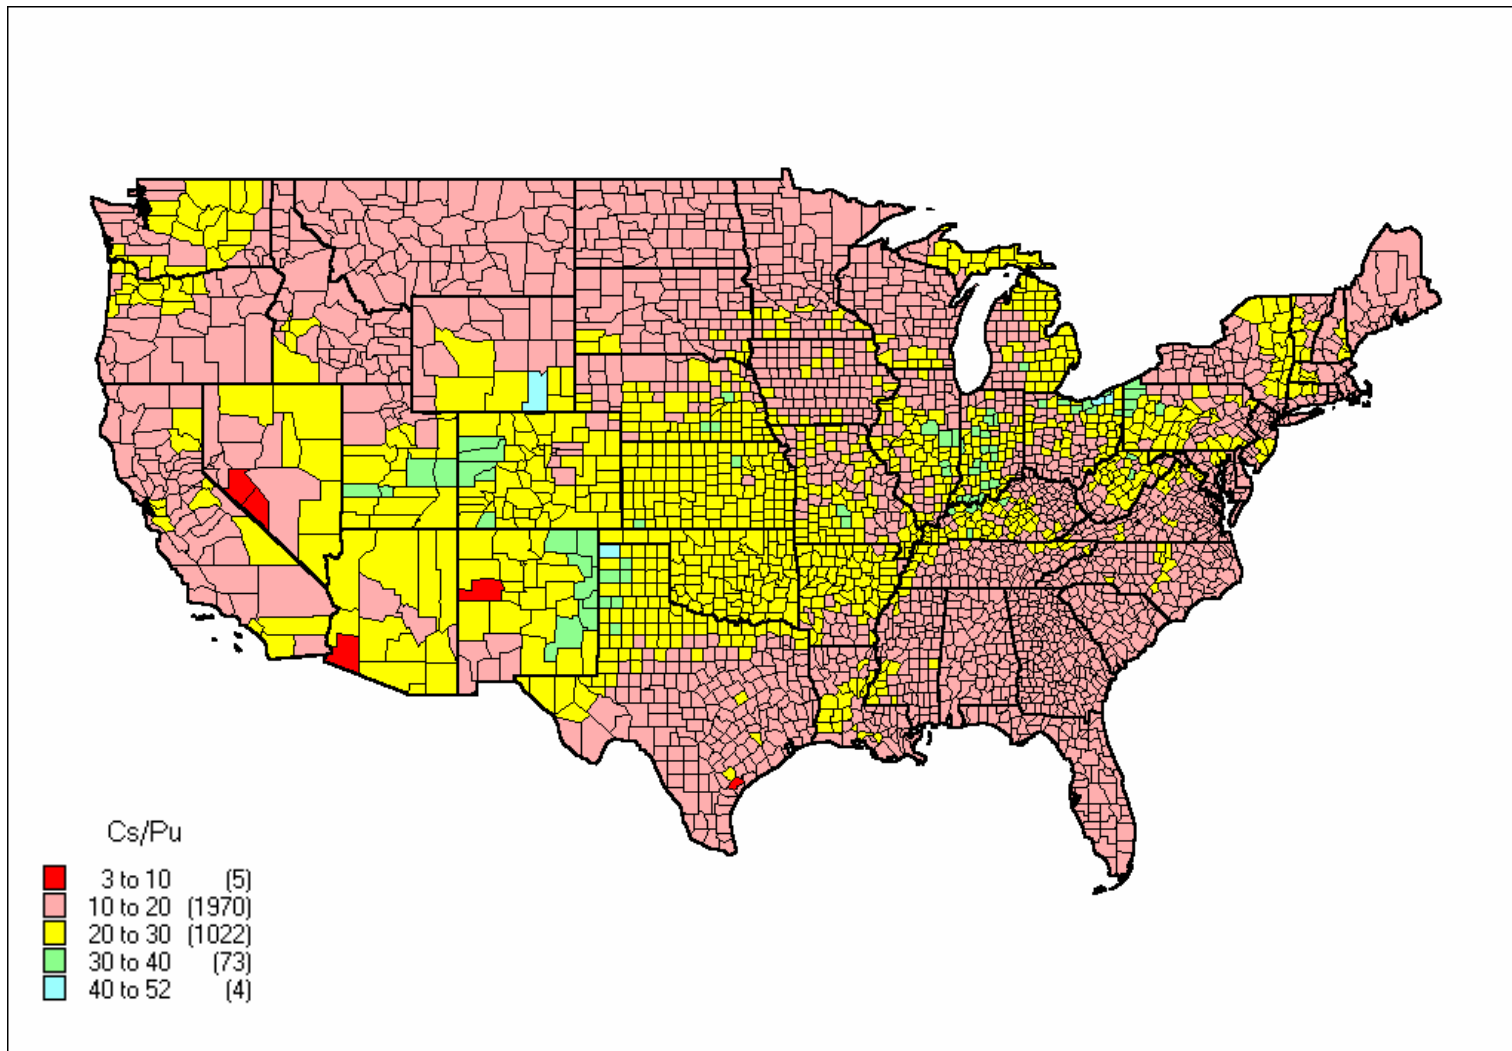 Cs/Pu
3 to 10 (5)
10 to 20 (1970)
20 to 30 (1022)
30 to 40 (73)
40 to 52 (4)